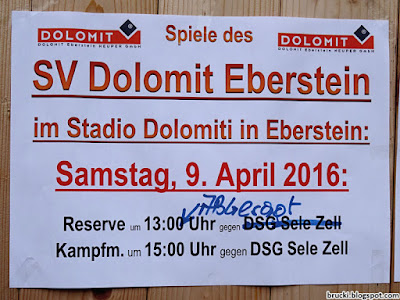 DOLOMIT Spiele des DOLOMIT
DOLOMIT Eberstein NEUPER GmbH DOLOMIT Eberstein NEUPER GmbH
SV Dolomit Eberstein
im Stadio Dolomiti in Eberstein:
Samstag, 9. April 2016:
Abgesagt
Reserve um 13:00 Uhr gegen DSG Sele Zell
Kampfm. um 15:00 Uhr gegen DSG Sele Zell
brucki.blogspot.com